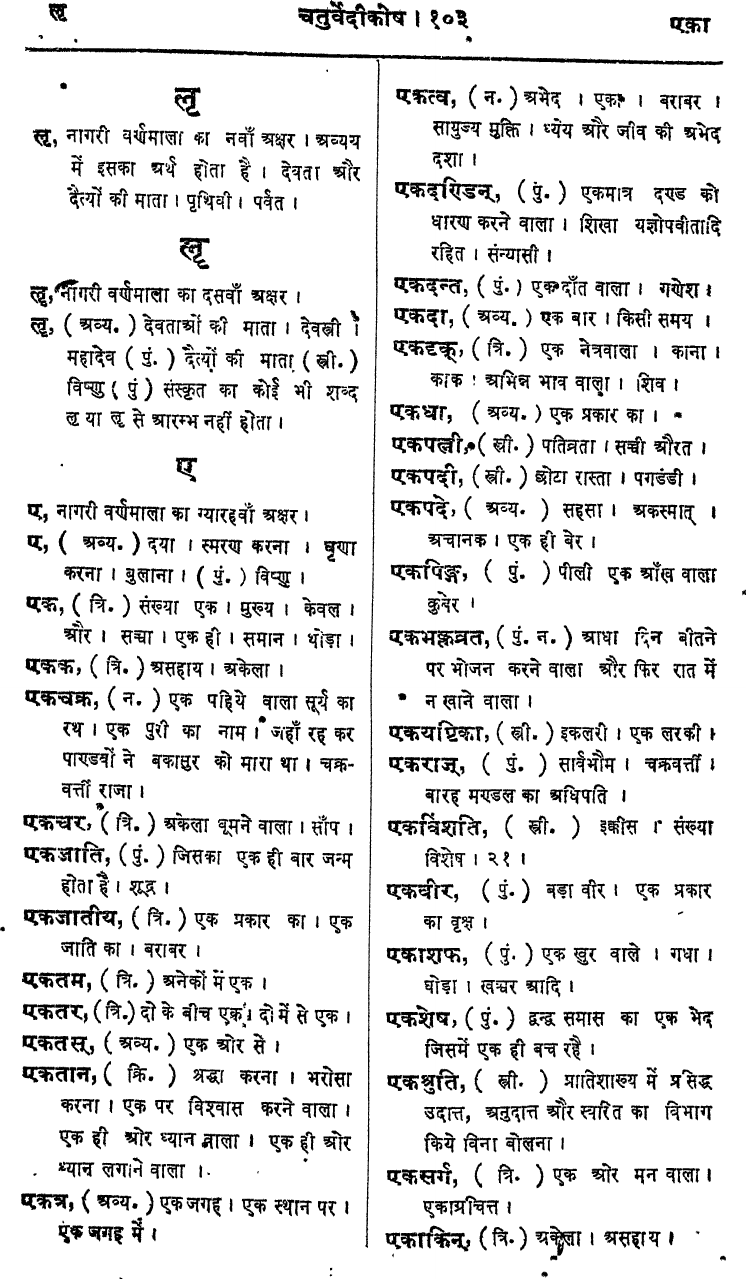 लृ चतुर्वेदीकोष । १०३ एका
लृ
लृ, नागरी वर्णमाला का नवाँ अक्षर । अव्यय
में इसका अर्थ होता है । देवता और
दैत्यों की माता । पृथिवी । पर्वत ।
ॡ
ॡ, नागरी वर्णमाला का दसवाँ अक्षर ।
ॡ, ( अव्य. ) देवताओं की माता । देवस्त्री ।
महादेव ( पुं. ) दैत्यों की माता ( स्त्री. )
विष्णु ( पुं ) संस्कृत का कोई भी शब्द
लृ या ॡ से आरम्भ नहीं होता ।
ए
ए, नागरी वर्णमाला का ग्यारहवाँ अक्षर ।
ए, ( अव्य. ) दया । स्मरण करना । घृणा
करना । बुलाना । ( पुं. ) विष्णु ।
एक, ( त्रि. ) संख्या एक । मुख्य । केवल ।
और । सच्चा । एक ही । समान । थोड़ा ।
एकक, ( त्रि. ) असहाय । अकेला ।
एकचक्र, ( न. ) एक पहिये वाला सूर्य का
रथ । एक पुरी का नाम । जहाँ रह कर
पाण्डवों ने बकासुर को मारा था । चक्र-
वर्त्ती राजा ।
एकचर, ( त्रि. ) अकेला घूमने वाला । साँप ।
एकजाति, ( पुं. ) जिसका एक ही बार जन्म
होता है । शूद्र ।
एकजातीय, ( त्रि. ) एक प्रकार का । एक
जाति का । बराबर ।
एकतम, ( त्रि. ) अनेकों में एक ।
एकतर, (त्रि.) दो के बीच एक । दो में से एक ।
एकतस्, ( अव्य. ) एक ओर से ।
एकतान, ( क्रि. ) श्रद्धा करना । भरोसा
करना । एक पर विश्वास करने वाला ।
एक ही ओर ध्यान वाला । एक ही ओर
ध्यान लगाने वाला ।
एकत्र, ( अव्य. ) एक जगह । एक स्थान पर ।
एक जगह में ।
एकत्व, ( न. ) अभेद । एका । बराबर ।
सामुज्य मुक्ति । ध्येय और जीव की अभेद
दशा ।
एकदण्डिन्, ( पुं. ) एकमात्र दण्ड को
धारण करने वाला । शिखा यज्ञोपवीतादि
रहित । संन्यासी ।
एकदन्त, ( पुं. ) एक दाँत वाला । गणेश ।
एकदा, ( अव्य. ) एक बार । किसी समय ।
एकदृक्, ( त्रि. ) एक नेत्रवाला । काना ।
काक । अभिन्न भाव वाला । शिव ।
एकधा, ( अव्य. ) एक प्रकार का ।
एकपत्नी, ( स्त्री. ) पतिव्रता । सच्ची औरत ।
एकपदी, ( स्त्री. ) छोटा रास्ता । पगडंडी ।
एकपदे, ( अव्य. ) सहसा । अकस्मात् ।
अचानक । एक ही बेर ।
एकपिङ्ग, ( पुं. ) पीली एक आँख वाला
कुबेर ।
एकभक्तव्रत, ( पुं. न. ) आधा दिन बीतने
पर भोजन करने वाला और फिर रात में
न खाने वाला ।
एकयष्टिका, ( स्त्री. ) इकलरी । एक लरकी ।
एकराज्, ( पुं. ) सार्वभौम । चक्रवर्त्ती ।
बारह मण्डल का अधिपति ।
एकविंशति, ( स्त्री. ) इक्कीस । संख्या
विशेष । २१ ।
एकवीर, ( पुं. ) बड़ा वीर । एक प्रकार
का वृक्ष ।
एकाशफ, ( पुं. ) एक खुर वाले । गधा ।
घोड़ा । खच्चर आदि ।
एकशेष, ( पुं. ) द्वन्द्व समास का एक भेद
जिसमें एक ही बच रहै ।
एकश्रुति, ( स्त्री. ) प्रातिशाख्य में प्रसिद्ध
उदात्त, अनुदात्त और स्वरित का विभाग
किये विना बोलना ।
एकसर्ग, ( त्रि. ) एक ओर मन वाला ।
एकाग्रचित्त ।
एकाकिन्, ( त्रि. ) अकेला । असहाय ।